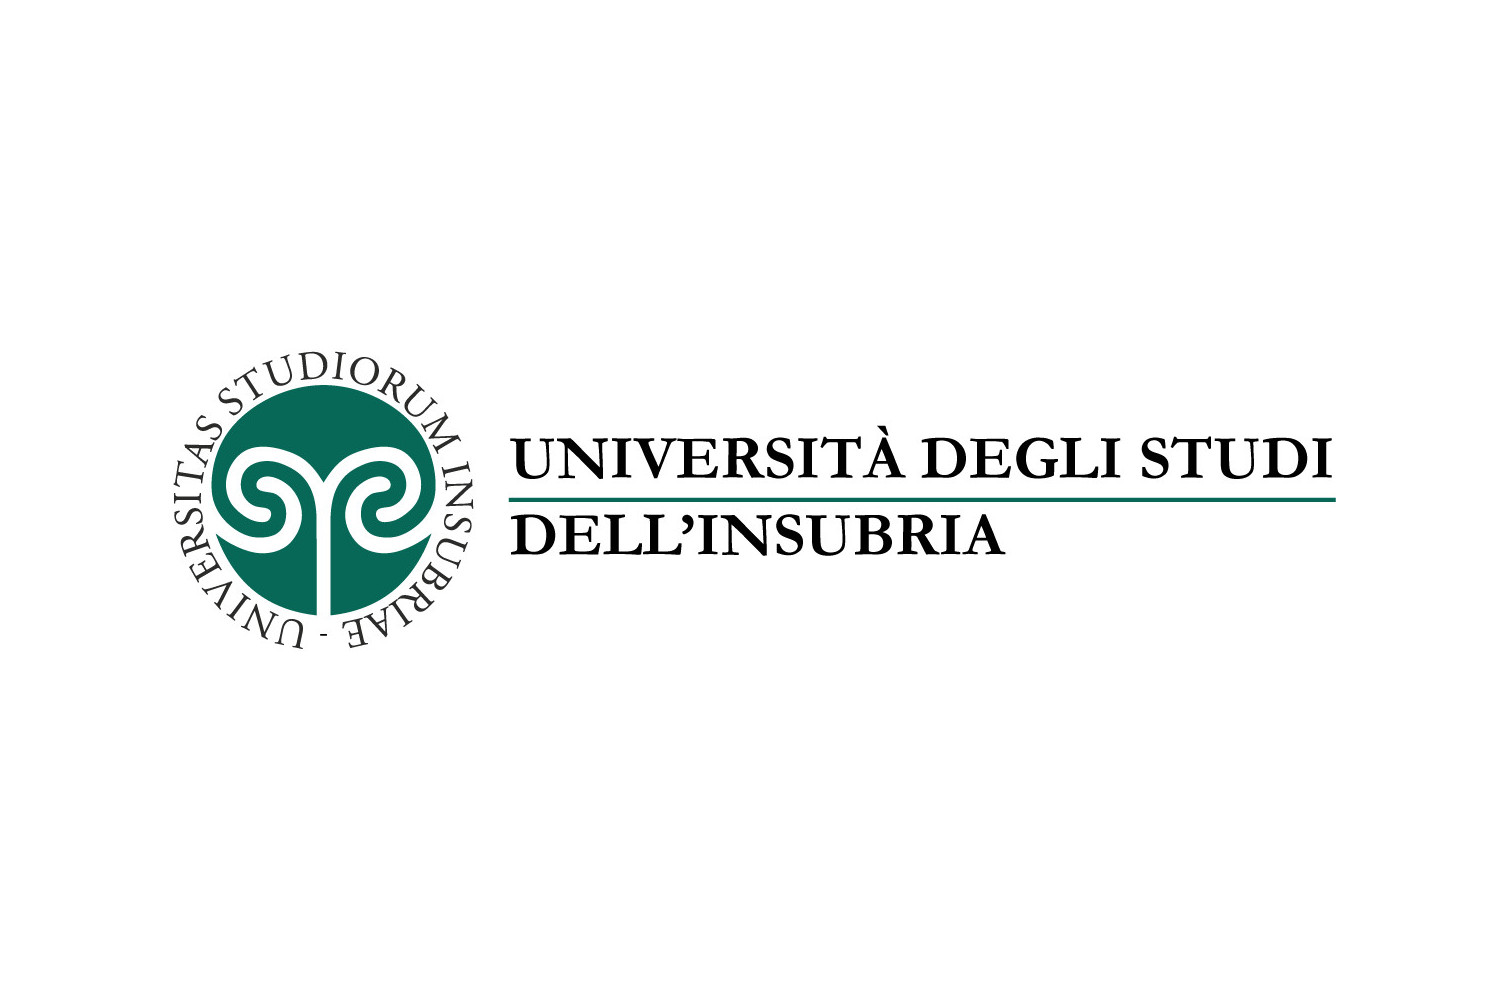 UNIVERSITAS STUDIORUM INSUBRIAE -
UNIVERSITÀ DEGLI STUDI
DELL’INSUBRIA